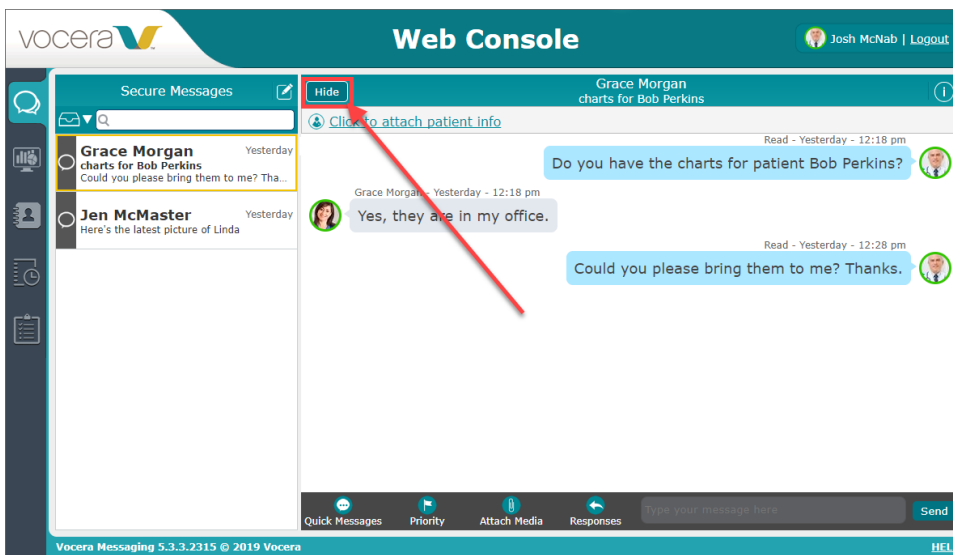 vocera
Web Console
Josh McNab | Logout
Secure Messages
Hide
Grace Morgan
charts for Bob Perkins
Click to attach patient info
Grace Morgan Yesterday
charts for Bob Perkins
Could you please bring them to me? Tha...
Jen McMaster Yesterday
Here's the latest picture of Linda
Read - Yesterday - 12:18 pm
Do you have the charts for patient Bob Perkins?
Grace Morgan - Yesterday - 12:18 pm
Yes, they are in my office.
Read - Yesterday - 12:28 pm
Could you please bring them to me? Thanks.
Quick Messages Priority Attach Media Responses Type your message here Send
Vocera Messaging 5.3.3.2315 © 2019 Vocera HEL